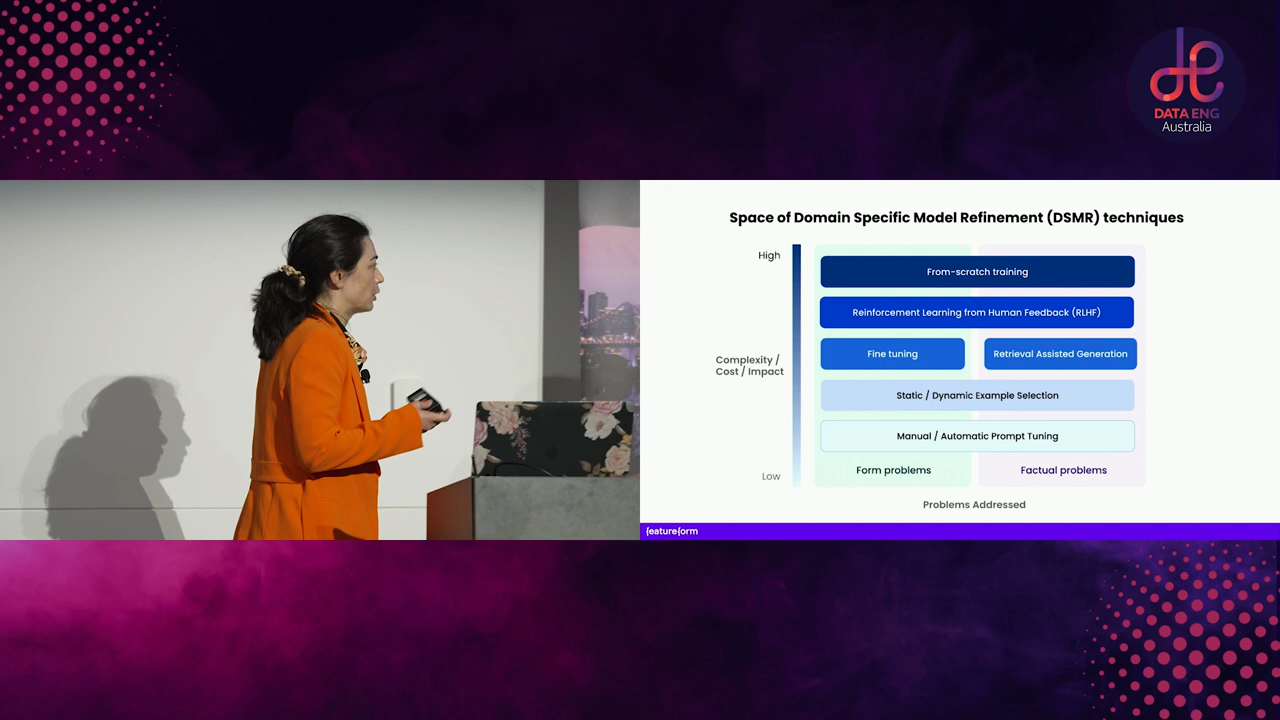 DATA ENG
Australia
Space of Domain Specific Model Refinement (DSMR) techniques
High
From-scratch training
Reinforcement Learning from Human Feedback (RLHF)
Fine tuning
Retrieval Assisted Generation
Complexity /
Cost / Impact
Static / Dynamic Example Selection
Manual / Automatic Prompt Tuning
Form problems
Factual problems
Low
Problems Addressed
{eature{orm